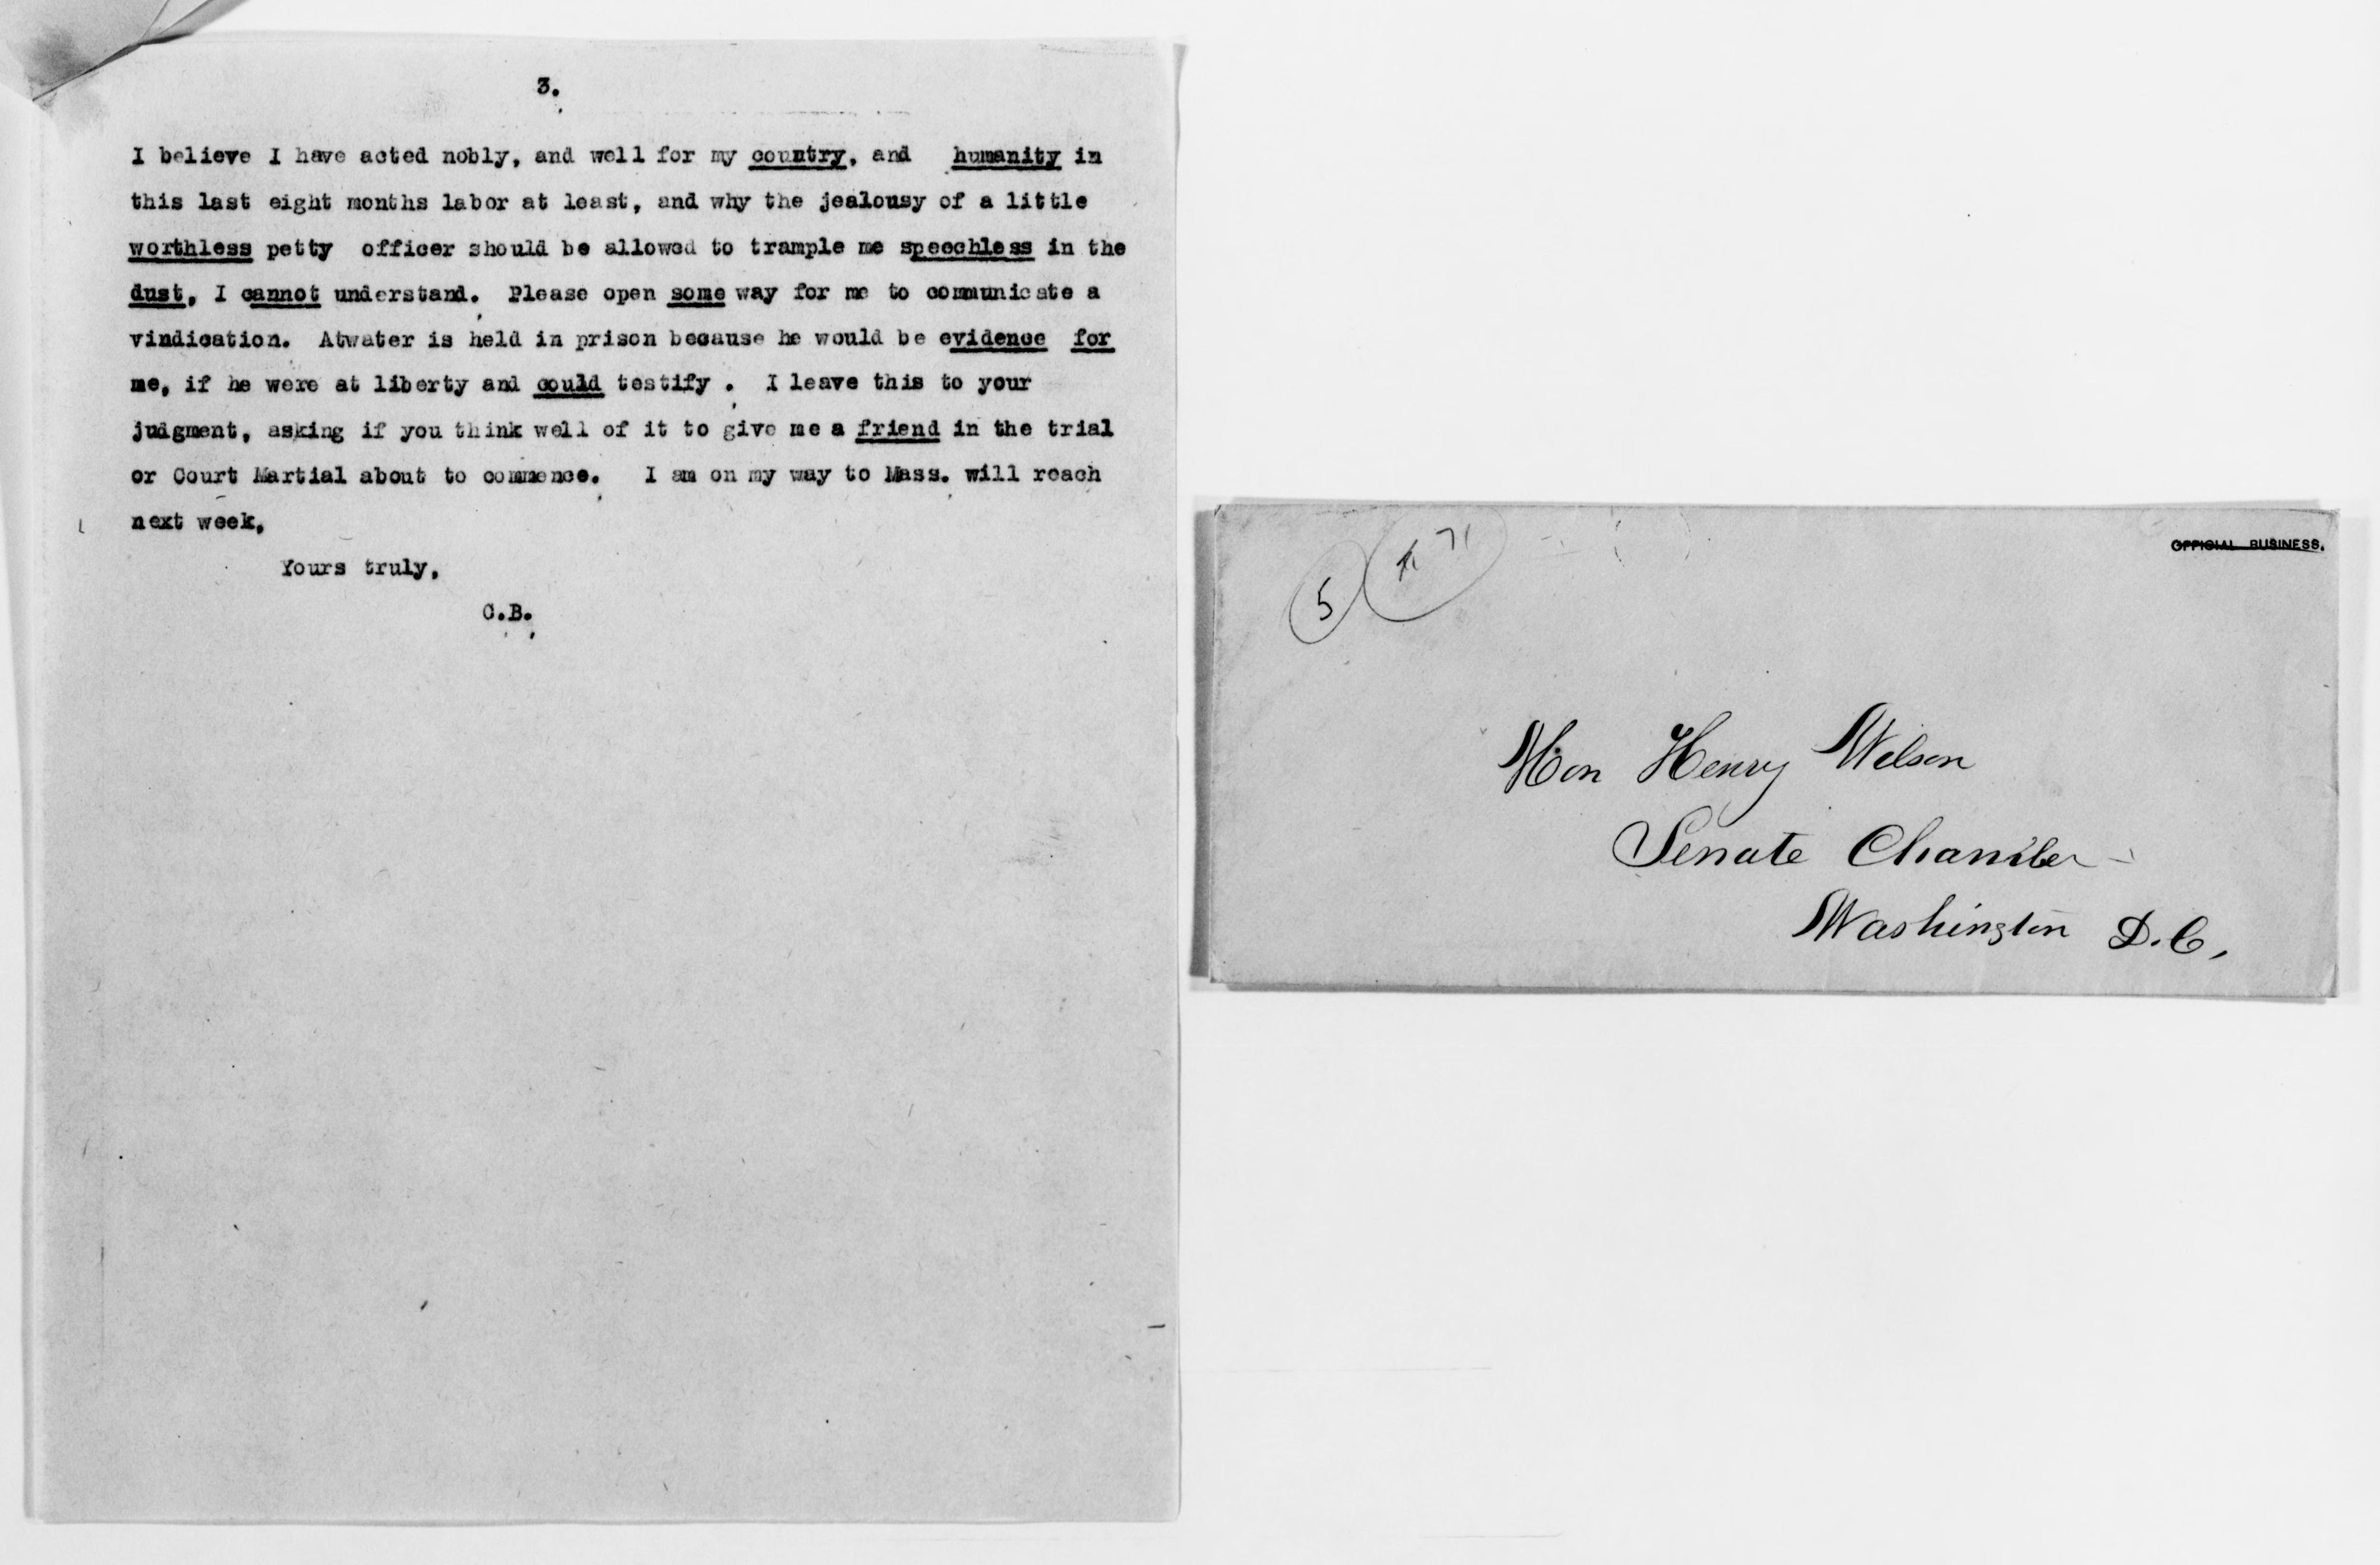 3.
I believe I have acted nobly, and well for my country, and humanity in
this last eight months labor at least, and why the jealousy of a little
worthless petty officer should be allowed to trample me speechless in the
dust, I cannot understand. Please open some way for me to communicate a
vindication. Atwater is held in prison because he would be evidence for
me, if he were at liberty and could testify. I leave this to your
judgment, asking if you think well of it to give me a friend in the trial
or Court Martial about to commence. I am on my way to Mass. will reach
next week,
Yours truly,
C.B.
OFFICIAL BUSINESS.
5
71
Hon Henry Wilson
Senate Chamber
Washington D.C.